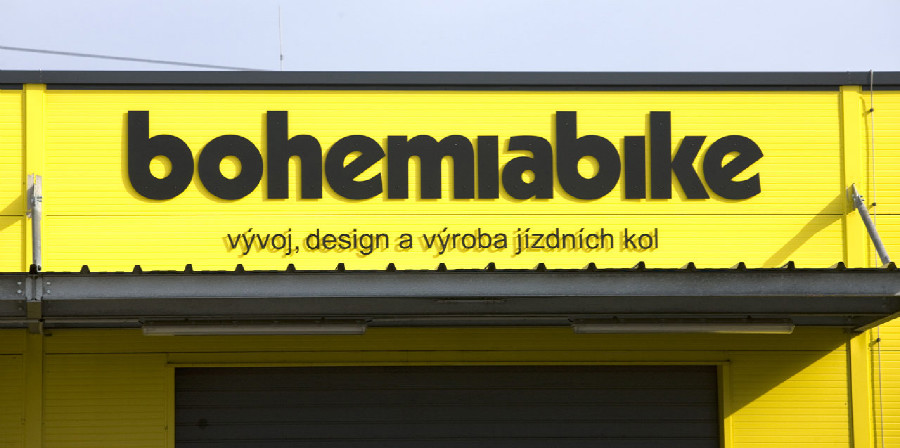 bohemiabike
vývoj, design a výroba jízdních kol